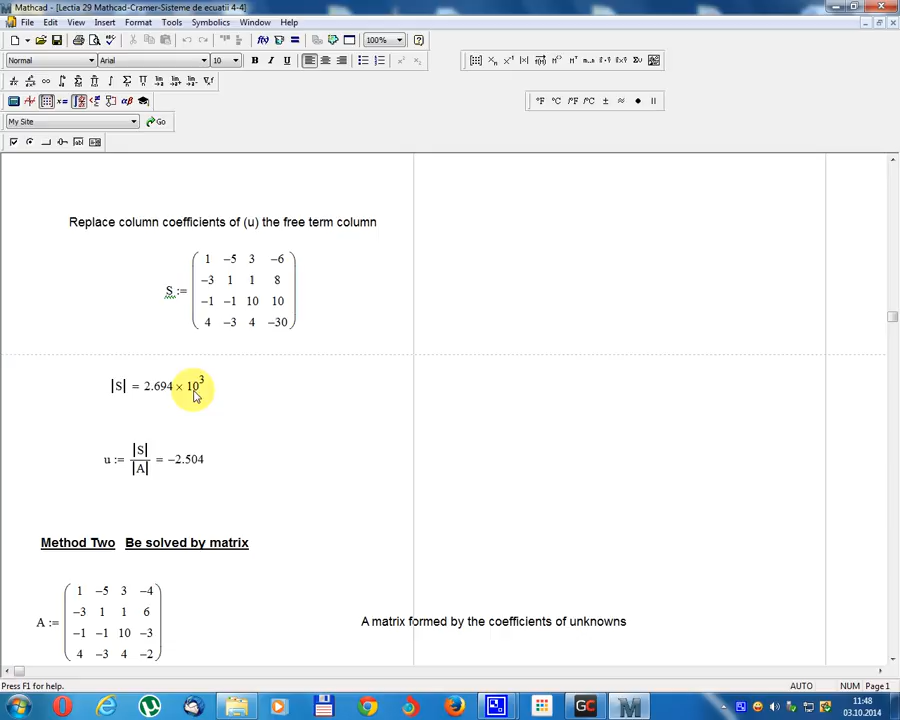 Mathcad - [Lectia 29 Mathcad-Cramer-Sisteme de ecuatii 4-4]
File Edit View Insert Format Tools Symbolics Window Help
100%
Normal Arial 10 B I U
My Site Go
°F °C °F °C ± ≈ ● II
Replace column coefficients of (u) the free term column
1 −5 3 −6
−3 1 1 8
S :=
−1 −1 10 10
4 −3 4 −30
|S| = 2.694 × 10³
u := |S| / |A| = −2.504
Method Two Be solved by matrix
1 −5 3 −4
−3 1 1 6
A := A matrix formed by the coefficients of unknowns
−1 −1 10 −3
4 −3 4 −2
Press F1 for help. AUTO NUM Page 1
GC
11:48
03.10.2014